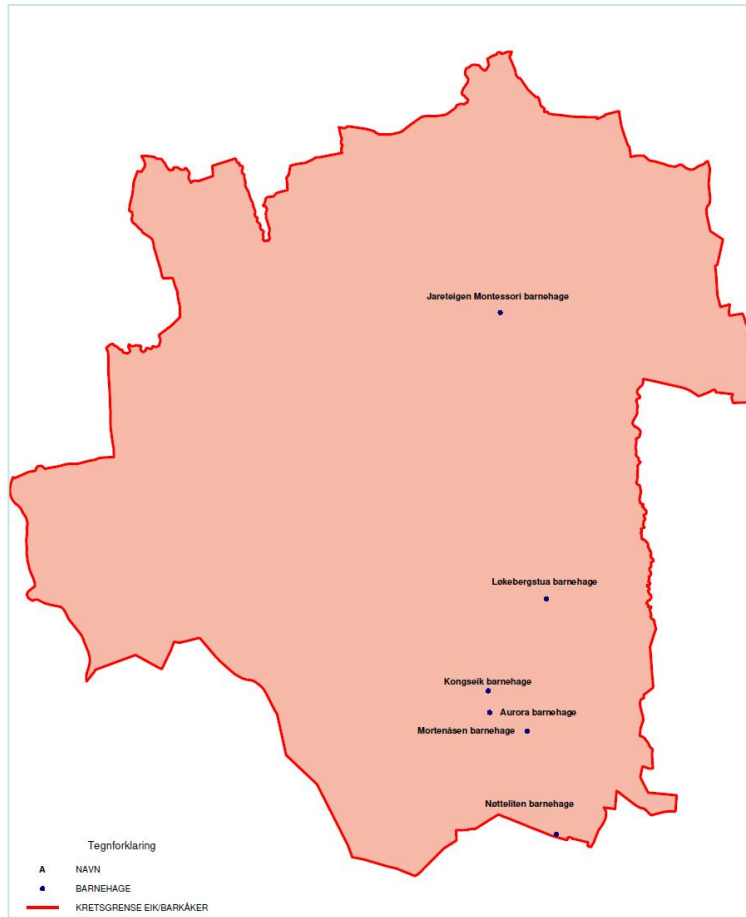 Jareteigen Montessori barnehage
Løkebergstua barnehage
Kongseik barnehage
Aurora barnehage
Mortenåsen barnehage
Nøtteliten barnehage
Tegnforklaring
A NAVN
BARNEHAGE
KRETSGRENSE EIK/BARKÅKER